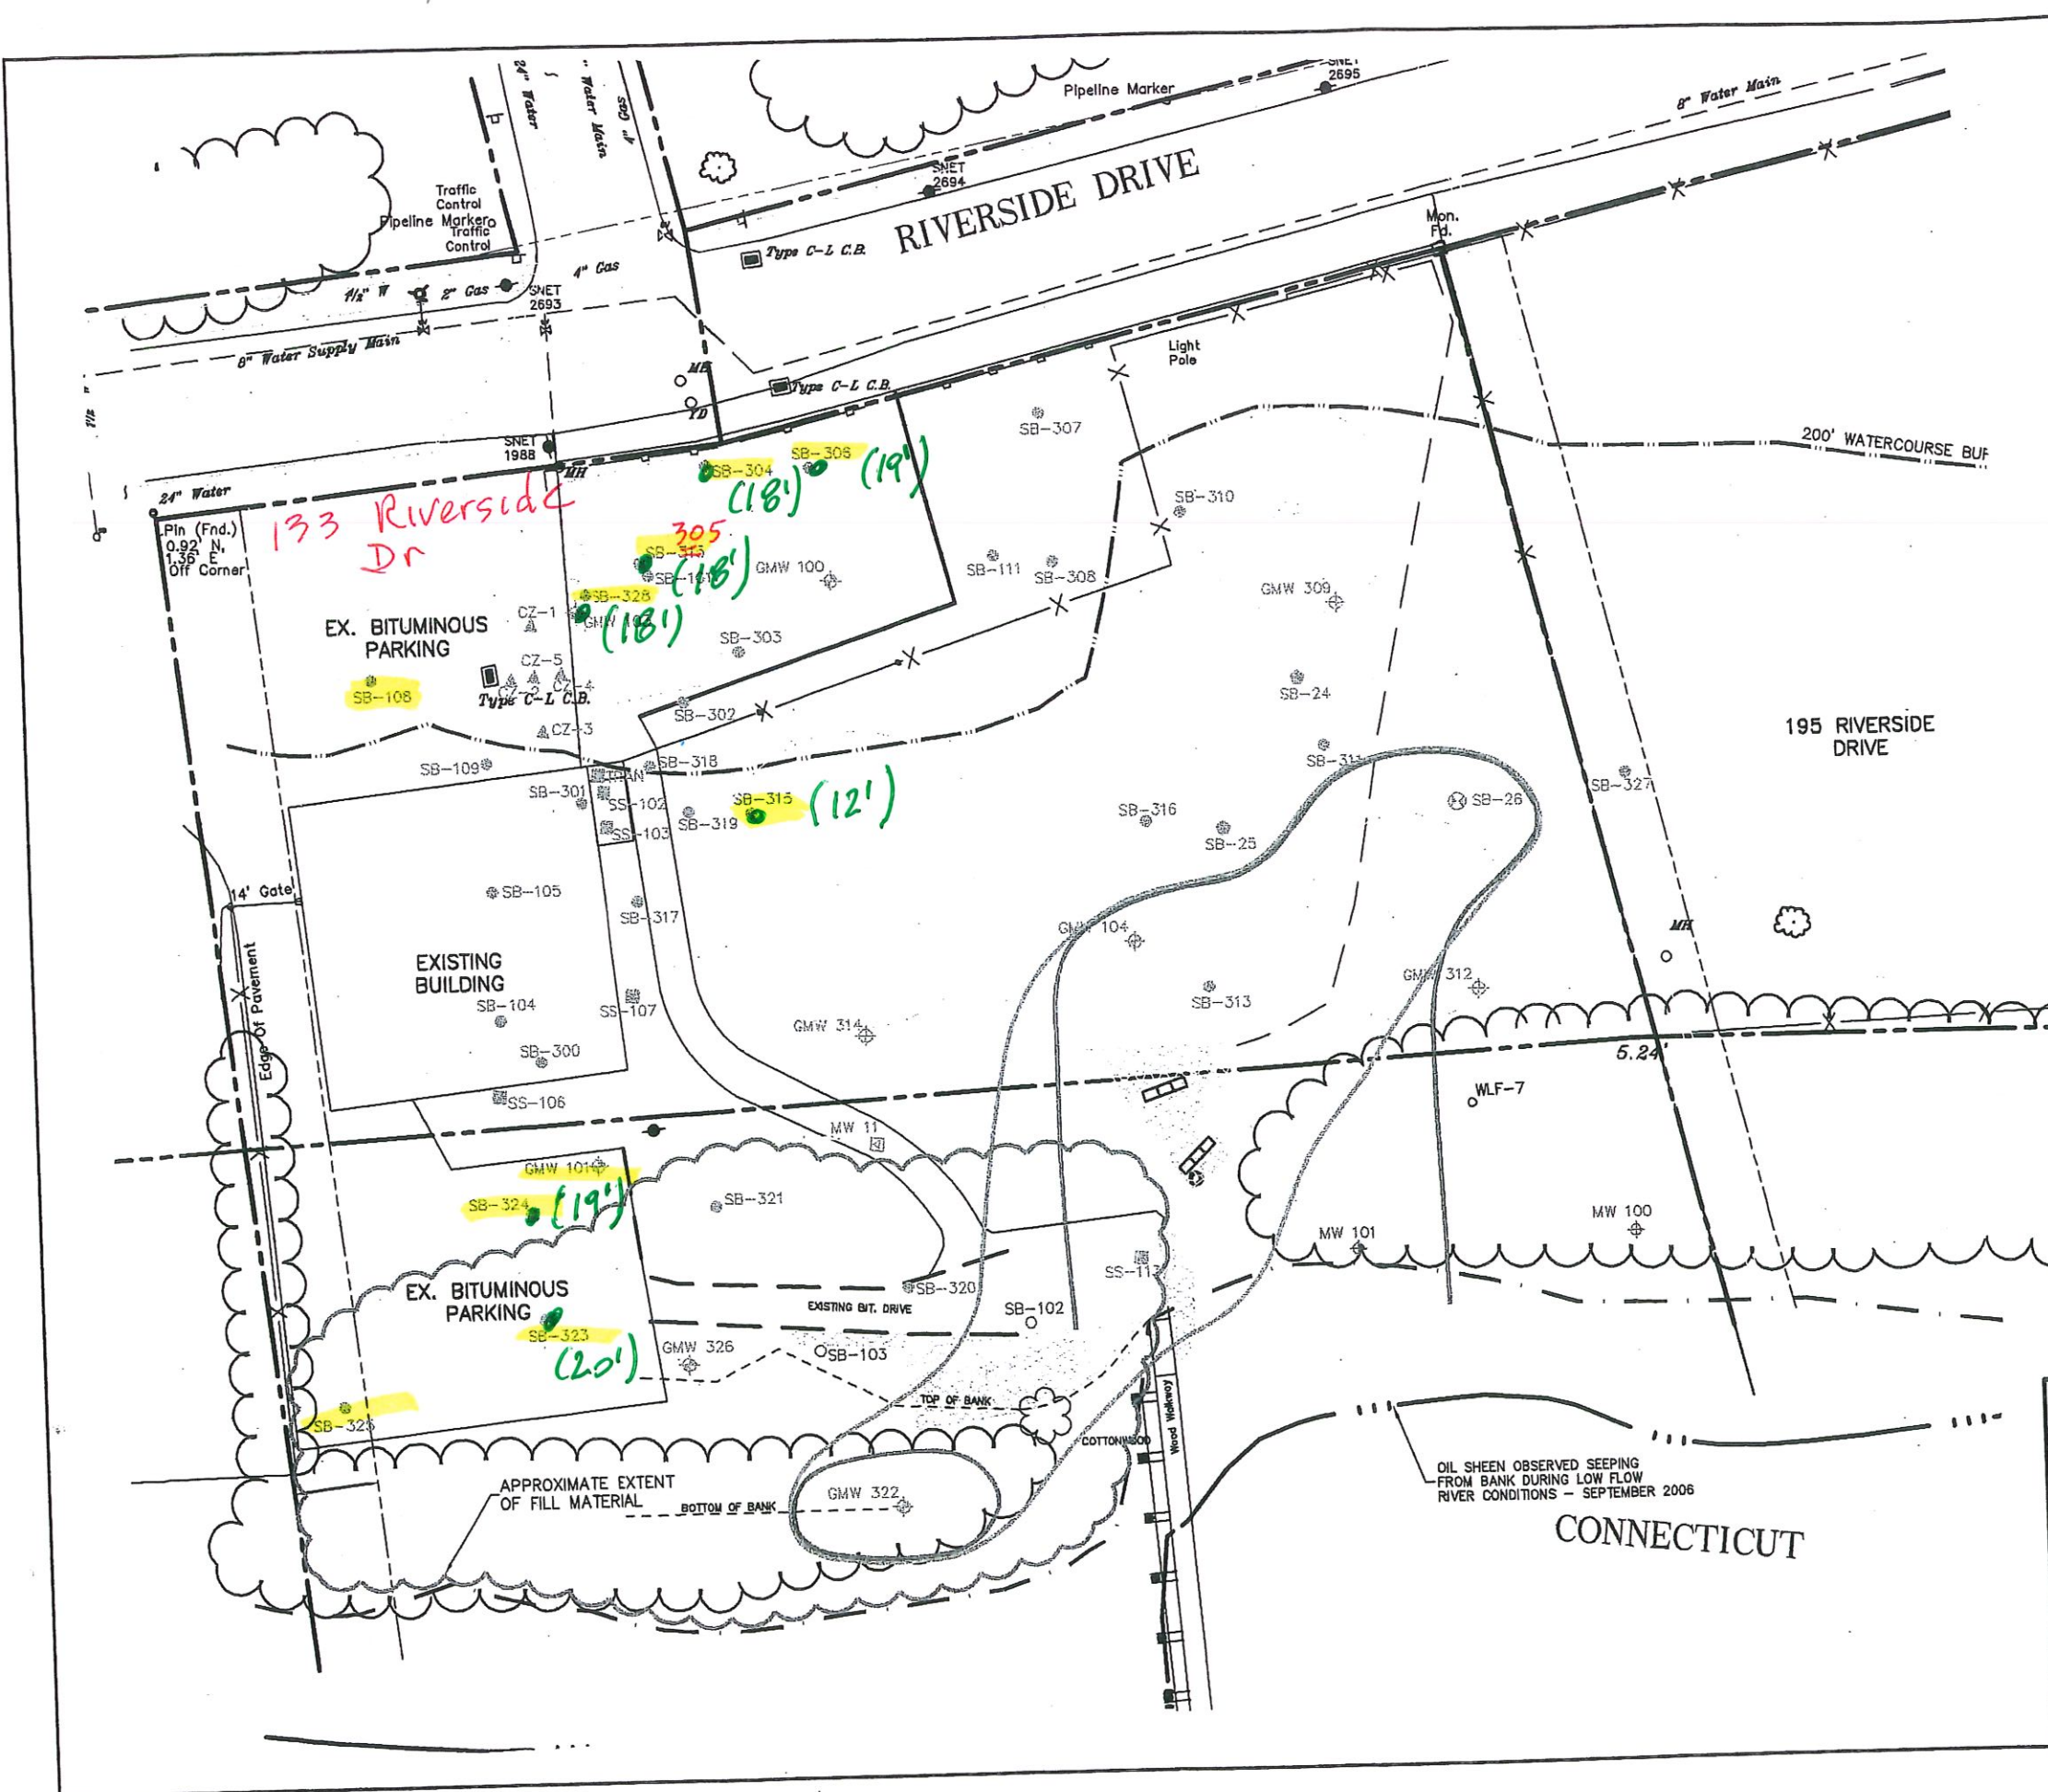 24" Water
" Water Main
4" Gas
Pipeline Marker
SNET
2695
8" Water Main
SNET
2694
RIVERSIDE DRIVE
Traffic
Control
Pipeline Marker
Traffic
Control
Mon.
Fd.
Type C-L C.B.
4" Gas
2" Gas
SNET
2693
8" Water Supply Main
Light
Pole
Type C-L C.B.
YD
SNET
1988
MH
24" Water
SB-307
200' WATERCOURSE BUF
SB-304
SB-306
(18')
(19')
133 Riverside
Dr
Pin (Fnd.)
0.92' N,
1.36' E
Off Corner
SB-310
305
(18')
GMW 100
SB-111
SB-308
GMW 309
SB-328
(18')
CZ-1
EX. BITUMINOUS
PARKING
SB-303
CZ-5
CZ-2
CZ-4
SB-108
Type C-L C.B.
SB-302
SB-24
CZ-3
195 RIVERSIDE
DRIVE
SB-109
SB-318
SB-301
SS-102
SB-315
(12')
SB-327
SB-26
SB-316
SS-103
SB-319
SB-25
14' Gate
SB-105
SB-317
GMW 104
MH
EXISTING
BUILDING
Edge Of Pavement
GMW 312
SB-313
SB-104
SS-107
GMW 314
SB-300
5.24'
WLF-7
SS-106
MW 11
GMW 101
SB-324
(19')
SB-321
MW 100
MW 101
SS-113
EX. BITUMINOUS
PARKING
SB-320
EXISTING BIT. DRIVE
SB-102
SB-323
(20')
GMW 326
SB-103
TOP OF BANK
Wood Walkway
SB-325
COTTONWOOD
APPROXIMATE EXTENT
OF FILL MATERIAL
BOTTOM OF BANK
GMW 322
OIL SHEEN OBSERVED SEEPING
FROM BANK DURING LOW FLOW
RIVER CONDITIONS - SEPTEMBER 2006
CONNECTICUT